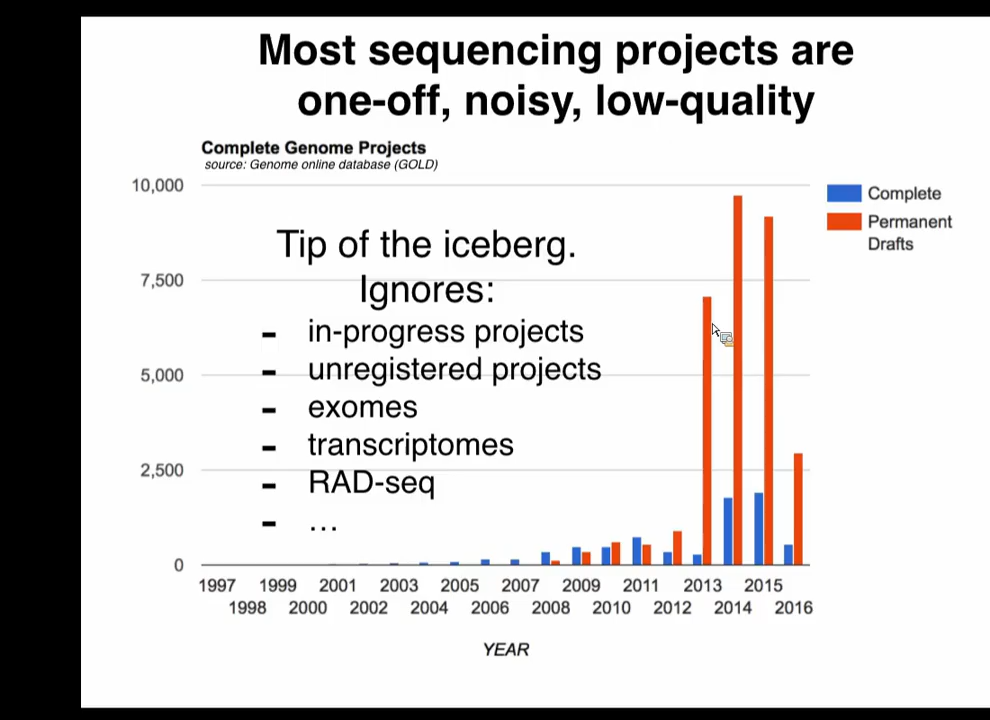 Most sequencing projects are
one-off, noisy, low-quality
Complete Genome Projects
source: Genome online database (GOLD)
10,000
7,500
5,000
2,500
0
Complete
Permanent
Drafts
Tip of the iceberg.
Ignores:
- in-progress projects
- unregistered projects
- exomes
- transcriptomes
- RAD-seq
- …
1997 1999 2001 2003 2005 2007 2009 2011 2013 2015
1998 2000 2002 2004 2006 2008 2010 2012 2014 2016
YEAR